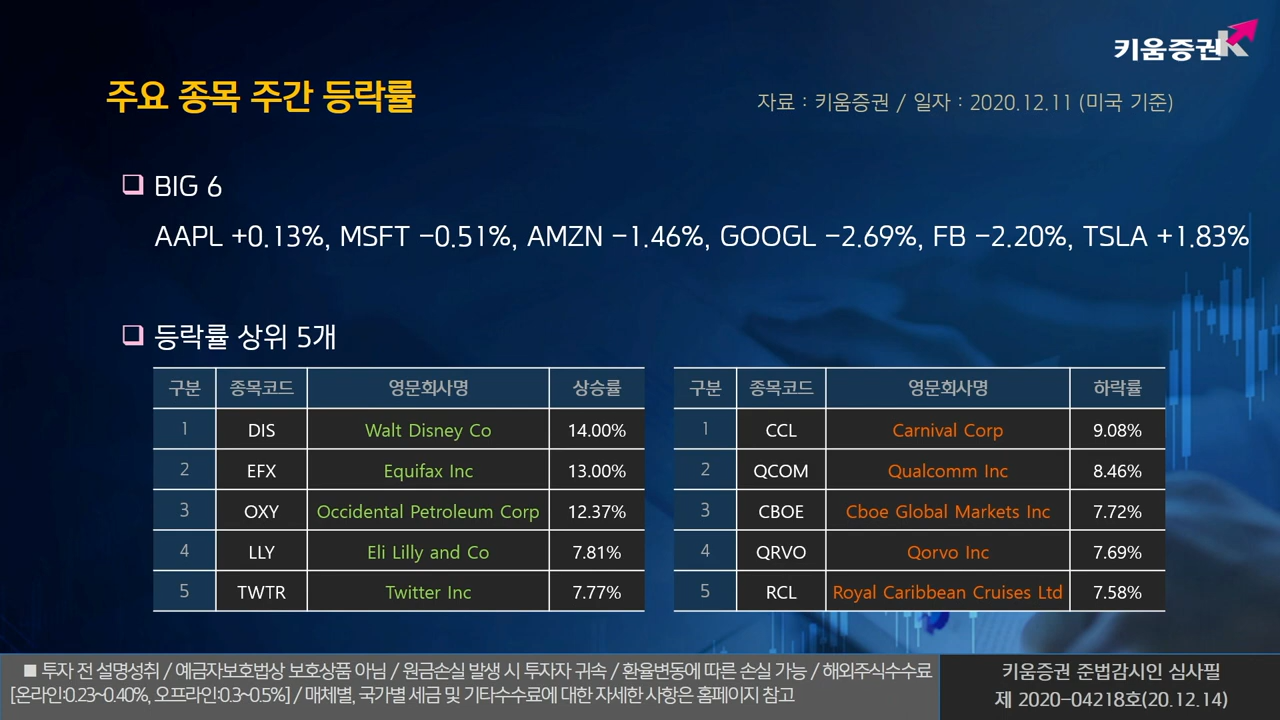 키움증권
주요 종목 주간 등락률
자료 : 키움증권 / 일자 : 2020.12.11 (미국 기준)
❑ BIG 6
AAPL +0.13%, MSFT -0.51%, AMZN -1.46%, GOOGL -2.69%, FB -2.20%, TSLA +1.83%
❑ 등락률 상위 5개
구분 종목코드 영문회사명 상승률
1 DIS Walt Disney Co 14.00%
2 EFX Equifax Inc 13.00%
3 OXY Occidental Petroleum Corp 12.37%
4 LLY Eli Lilly and Co 7.81%
5 TWTR Twitter Inc 7.77%
구분 종목코드 영문회사명 하락률
1 CCL Carnival Corp 9.08%
2 QCOM Qualcomm Inc 8.46%
3 CBOE Cboe Global Markets Inc 7.72%
4 QRVO Qorvo Inc 7.69%
5 RCL Royal Caribbean Cruises Ltd 7.58%
■ 투자 전 설명성취 / 예금자보호법상 보호상품 아님 / 원금손실 발생 시 투자자 귀속 / 환율변동에 따른 손실 가능 / 해외주식수수료
[온라인:0.23~0.40%, 오프라인:0.3~0.5%] / 매체별, 국가별 세금 및 기타수수료에 대한 자세한 사항은 홈페이지 참고
키움증권 준법감시인 심사필
제 2020-04218호(20.12.14)